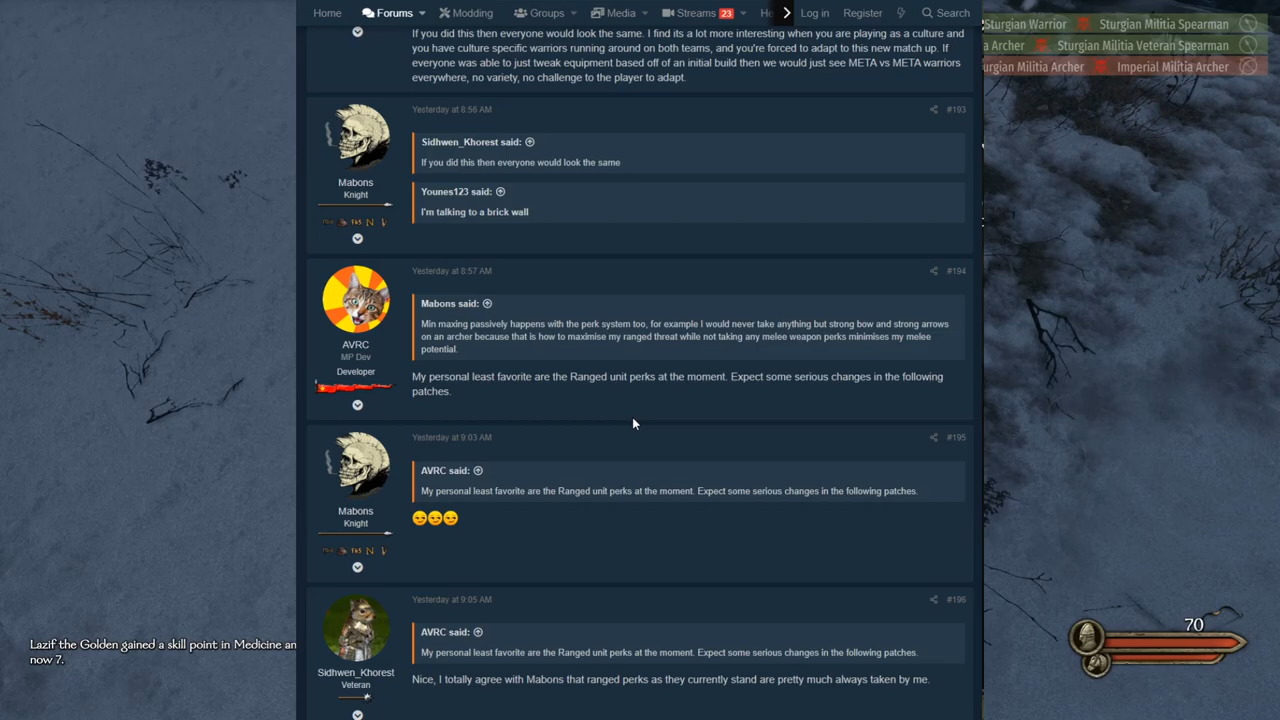 Home Forums Modding Groups Media Streams 23 He Log in Register Search
If you did this then everyone would look the same. I find its a lot more interesting when you are playing as a culture and
you have culture specific warriors running around on both teams, and you're forced to adapt to this new match up. If
everyone was able to just tweak equipment based off of an initial build then we would just see META vs META warriors
everywhere, no variety, no challenge to the player to adapt.
Sturgian Warrior Sturgian Militia Spearman
Archer Sturgian Militia Veteran Spearman
Militia Archer Imperial Militia Archer
Yesterday at 8:56 AM #193
Mabons
Knight
Sidhwen_Khorest said:
If you did this then everyone would look the same
Younes123 said:
I'm talking to a brick wall
Yesterday at 8:57 AM #194
AVRC
MP Dev
Developer
Mabons said:
Min maxing passively happens with the perk system too, for example I would never take anything but strong bow and strong arrows
on an archer because that is how to maximise my ranged threat while not taking any melee weapon perks minimises my melee
potential.
My personal least favorite are the Ranged unit perks at the moment. Expect some serious changes in the following
patches.
Yesterday at 9:03 AM #195
Mabons
Knight
AVRC said:
My personal least favorite are the Ranged unit perks at the moment. Expect some serious changes in the following patches.
Yesterday at 9:05 AM #196
Sidhwen_Khorest
Veteran
AVRC said:
My personal least favorite are the Ranged unit perks at the moment. Expect some serious changes in the following patches.
Nice, I totally agree with Mabons that ranged perks as they currently stand are pretty much always taken by me.
Lazif the Golden gained a skill point in Medicine an
now 7.
70